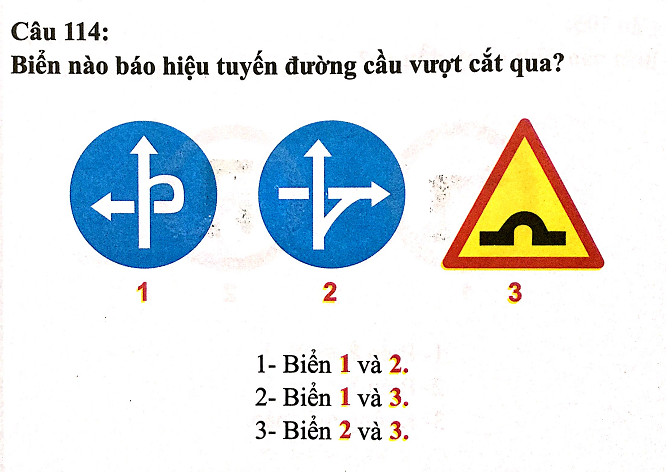 Câu 114:
Biển nào báo hiệu tuyến đường cầu vượt cắt qua?
1 2 3
1- Biển 1 và 2.
2- Biển 1 và 3.
3- Biển 2 và 3.